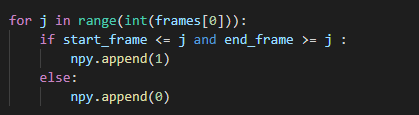 for j in range(int(frames[0])):
    if start_frame <= j and end_frame >= j :
        npy.append(1)
    else:
        npy.append(0)